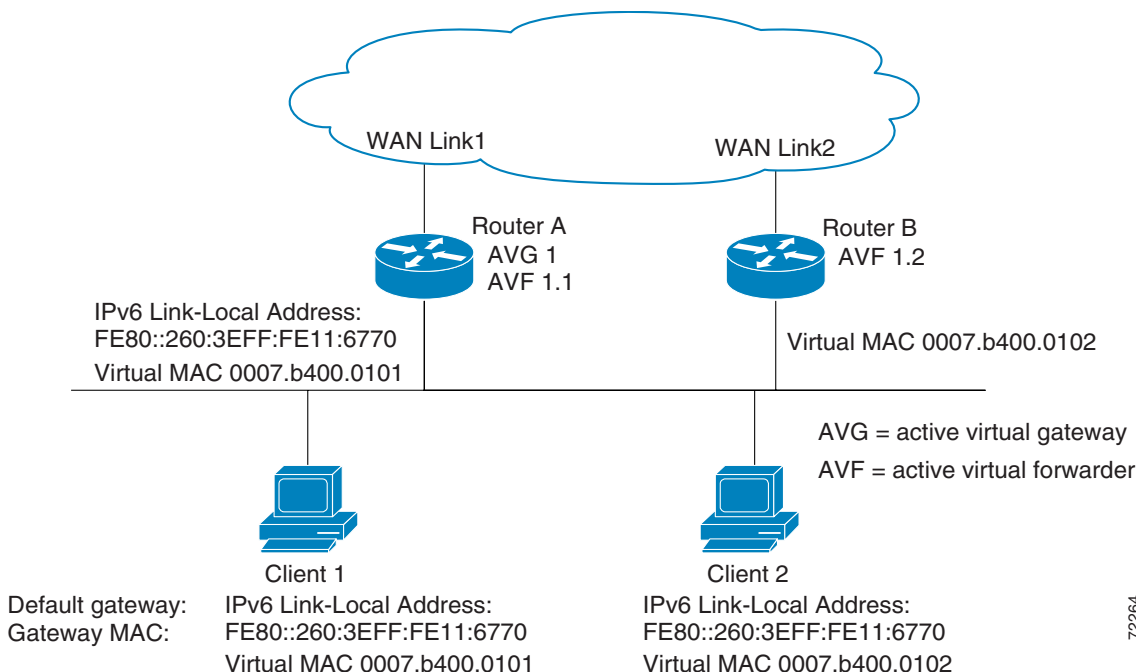 WAN Link1
WAN Link2
Router A
AVG 1
AVF 1.1
Router B
AVF 1.2
IPv6 Link-Local Address:
FE80::260:3EFF:FE11:6770
Virtual MAC 0007.b400.0101
Virtual MAC 0007.b400.0102
AVG = active virtual gateway
AVF = active virtual forwarder
Client 1
Client 2
Default gateway:
Gateway MAC:
IPv6 Link-Local Address:
FE80::260:3EFF:FE11:6770
Virtual MAC 0007.b400.0101
IPv6 Link-Local Address:
FE80::260:3EFF:FE11:6770
Virtual MAC 0007.b400.0102
72264